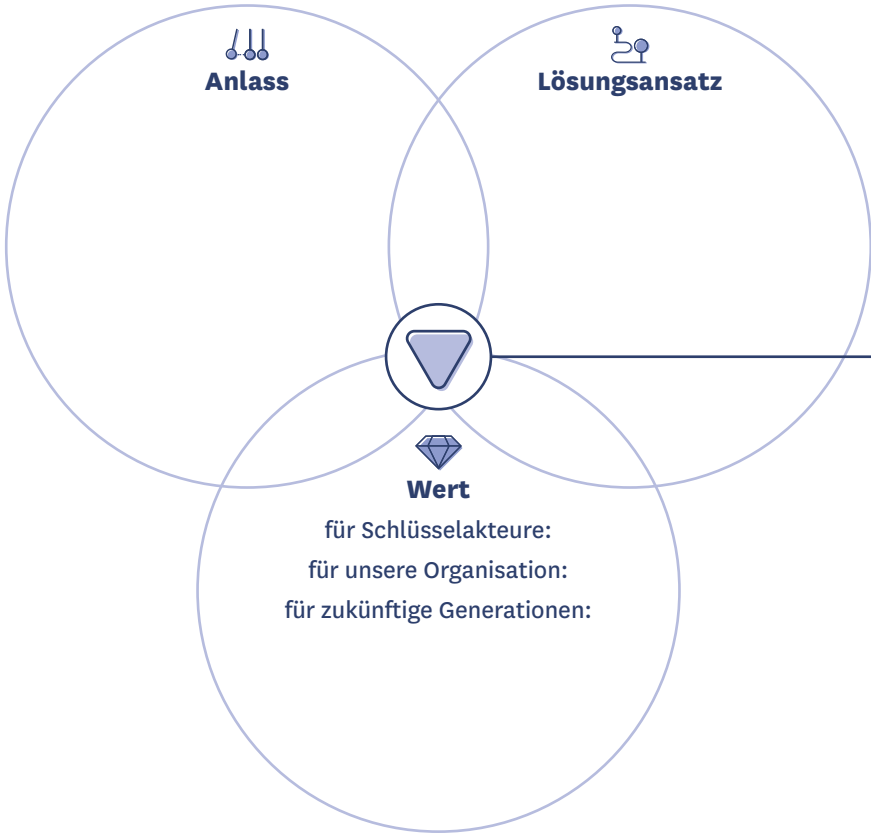 Anlass
Lösungsansatz
Wert
für Schlüsselakteure:
für unsere Organisation:
für zukünftige Generationen: